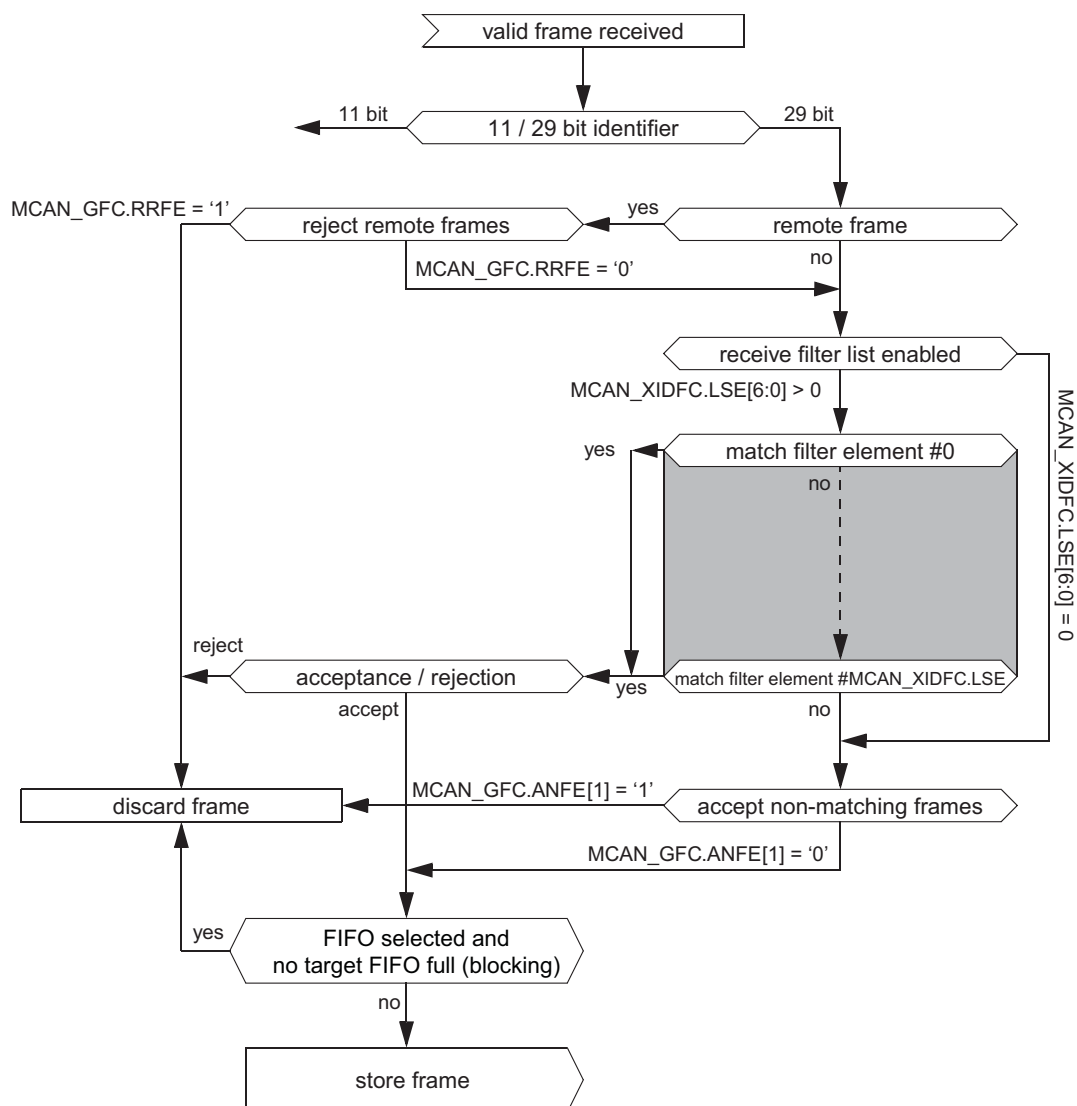 valid frame received
11 bit
11 / 29 bit identifier
29 bit
MCAN_GFC.RRFE = ‘1’
reject remote frames
yes
remote frame
MCAN_GFC.RRFE = ‘0’
no
receive filter list enabled
MCAN_XIDFC.LSE[6:0] > 0
MCAN_XIDFC.LSE[6:0] = 0
yes
match filter element #0
no
reject
acceptance / rejection
yes
match filter element #MCAN_XIDFC.LSE
accept
no
discard frame
MCAN_GFC.ANFE[1] = ‘1’
accept non-matching frames
MCAN_GFC.ANFE[1] = ‘0’
yes
FIFO selected and
no target FIFO full (blocking)
no
store frame